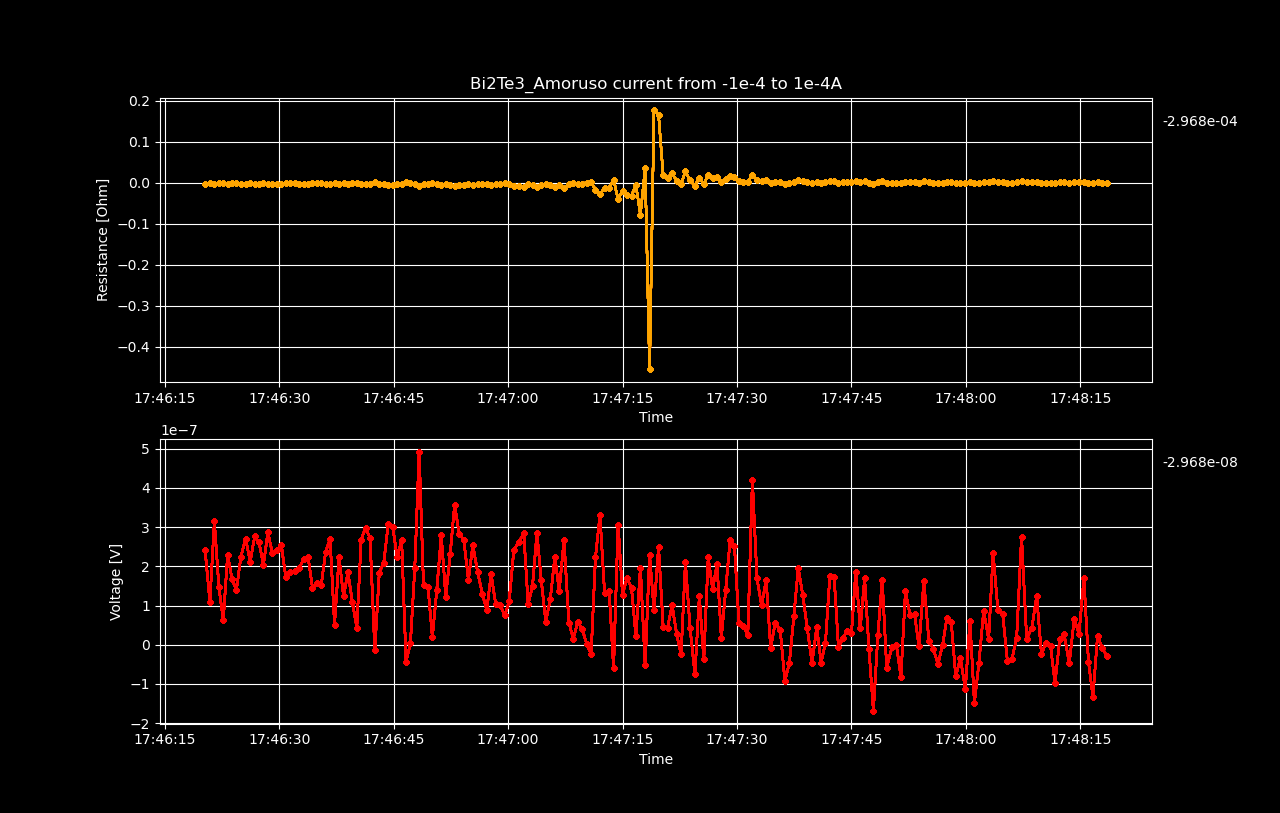 Bi2Te3_Amoruso current from -1e-4 to 1e-4A
0.2
0.1
0.0
−0.1
−0.2
−0.3
−0.4
Resistance [Ohm]
-2.968e-04
17:46:15 17:46:30 17:46:45 17:47:00 17:47:15 17:47:30 17:47:45 17:48:00 17:48:15
Time
1e−7
5
4
3
2
1
0
−1
−2
Voltage [V]
-2.968e-08
17:46:15 17:46:30 17:46:45 17:47:00 17:47:15 17:47:30 17:47:45 17:48:00 17:48:15
Time